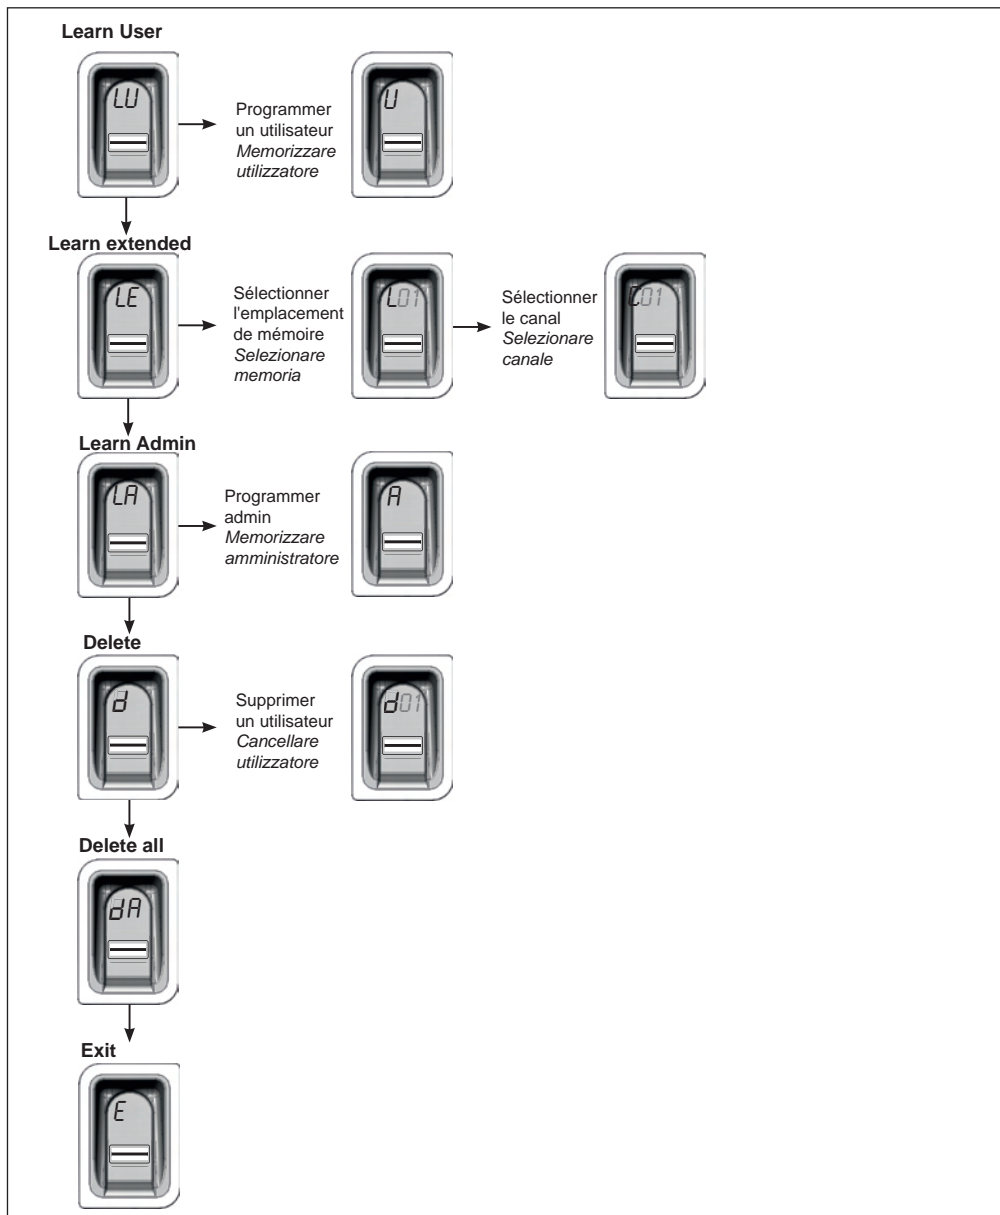 Learn User
LU
Programmer
un utilisateur
Memorizzare
utilizzatore
U
Learn extended
LE
Sélectionner
l'emplacement
de mémoire
Selezionare
memoria
L01
Sélectionner
le canal
Selezionare
canale
C01
Learn Admin
LA
Programmer
admin
Memorizzare
amministratore
A
Delete
d
Supprimer
un utilisateur
Cancellare
utilizzatore
d01
Delete all
dA
Exit
E